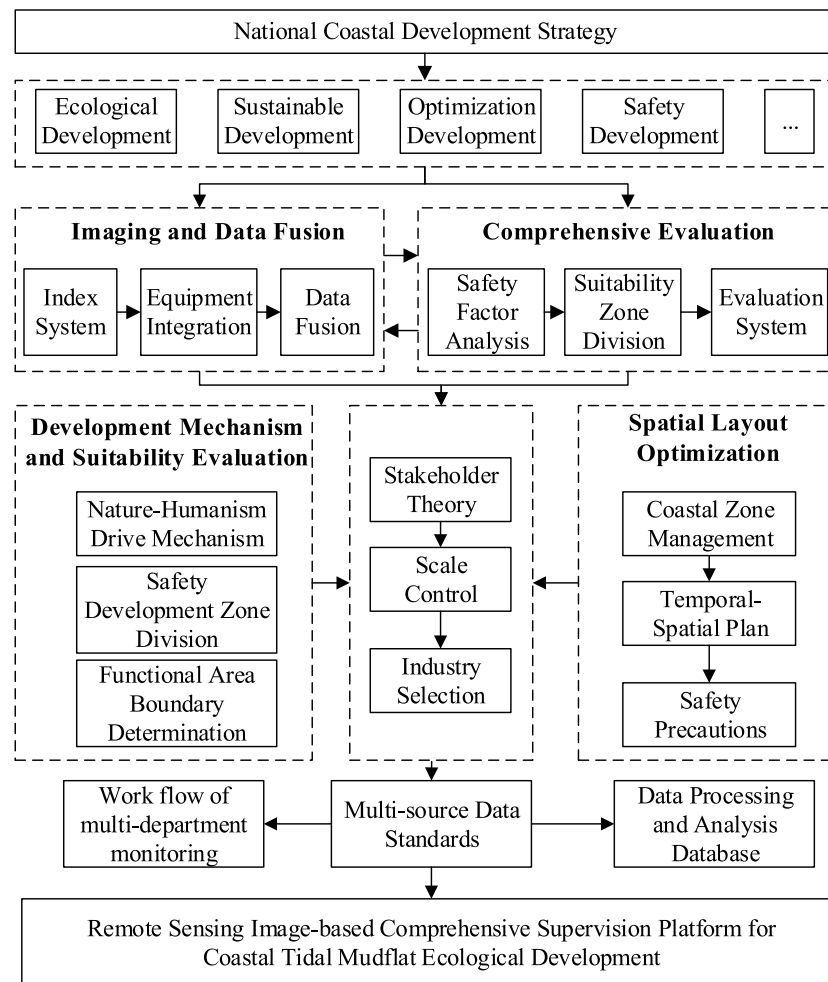 National Coastal Development Strategy
Ecological
Development
Sustainable
Development
Optimization
Development
Safety
Development
...
Imaging and Data Fusion
Index
System
Equipment
Integration
Data
Fusion
Comprehensive Evaluation
Safety
Factor
Analysis
Suitability
Zone
Division
Evaluation
System
Development Mechanism
and Suitability Evaluation
Nature-Humanism
Drive Mechanism
Safety
Development Zone
Division
Functional Area
Boundary
Determination
Stakeholder
Theory
Scale
Control
Industry
Selection
Spatial Layout
Optimization
Coastal Zone
Management
Temporal-
Spatial Plan
Safety
Precautions
Work flow of
multi-department
monitoring
Multi-source Data
Standards
Data Processing
and Analysis
Database
Remote Sensing Image-based Comprehensive Supervision Platform for
Coastal Tidal Mudflat Ecological Development